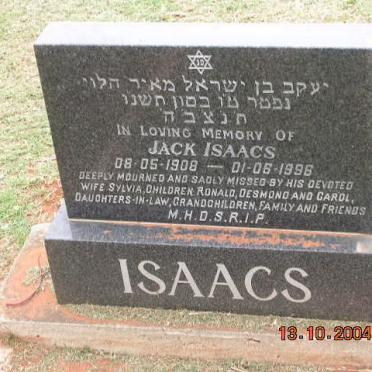 יעקב בן ישראל מאיר הלוי
נפטר ט׳ו בסון תשנו
ת נ צ ב ה
IN LOVING MEMORY OF
JACK ISAACS
08-05-1908 — 01-06-1996
DEEPLY MOURNED AND SADLY MISSED BY HIS DEVOTED
WIFE SYLVIA, CHILDREN, RONALD, DESMOND AND CAROL,
DAUGHTERS-IN-LAW, GRANDCHILDREN, FAMILY AND FRIENDS
M.H.D.S.R.I.P.
ISAACS
13.10.2004